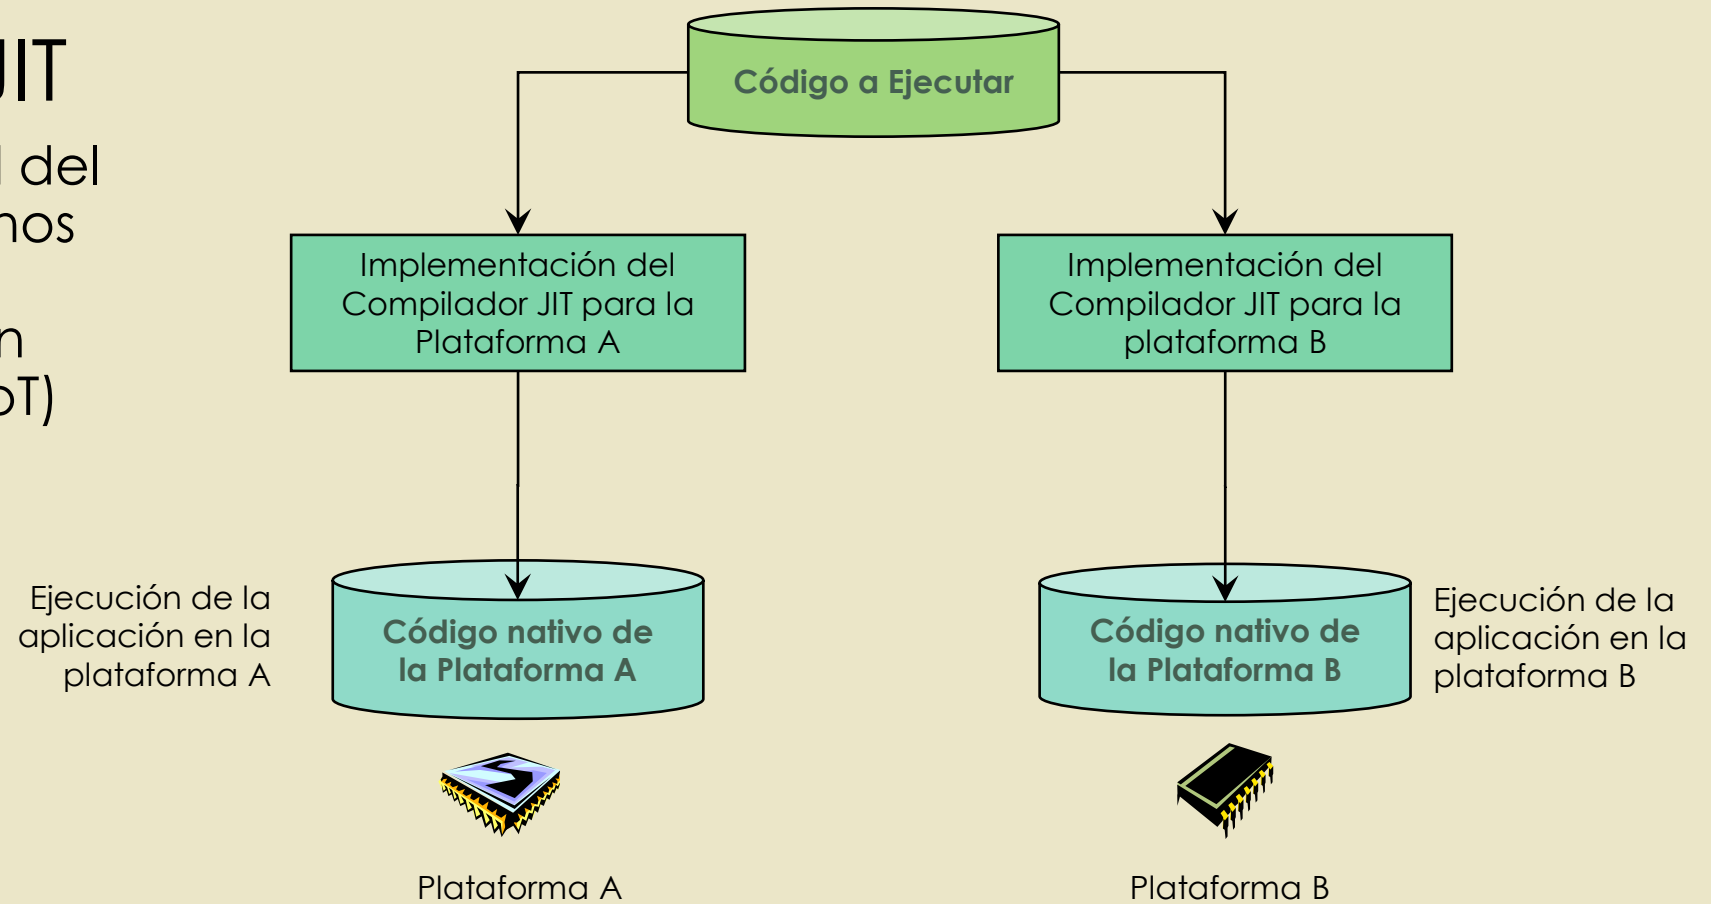 JIT
del
nos
n
oT)
Código a Ejecutar
Implementación del
Compilador JIT para la
Plataforma A
Implementación del
Compilador JIT para la
plataforma B
Ejecución de la
aplicación en la
plataforma A
Código nativo de
la Plataforma A
Código nativo de
la Plataforma B
Ejecución de la
aplicación en la
plataforma B
Plataforma A
Plataforma B